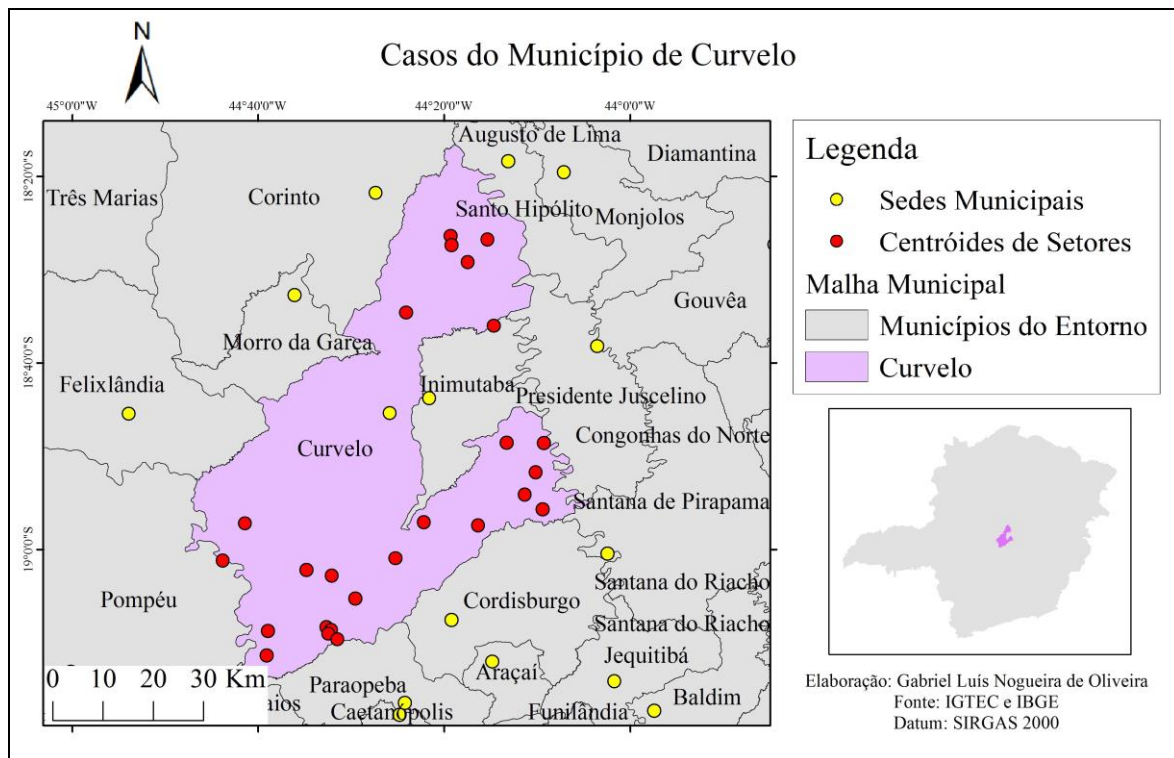 N
Casos do Município de Curvelo
45°0'0"W
44°40'0"W
44°20'0"W
44°0'0"W
18°20'0"S
18°40'0"S
19°0'0"S
Augusto de Lima
Diamantina
Três Marias
Corinto
Santo Hipólito
Monjolos
Gouvêa
Morro da Garça
Felixlândia
Inimutaba
Presidente Juscelino
Congonhas do Norte
Curvelo
Santana de Pirapama
Santana do Riacho
Pompéu
Cordisburgo
Santana do Riacho
Jequitibá
Araçaí
Paraopeba
Baldim
aios
Caetanópolis
Funilândia
0 10 20 30 Km
Legenda
Sedes Municipais
Centróides de Setores
Malha Municipal
Municípios do Entorno
Curvelo
Elaboração: Gabriel Luís Nogueira de Oliveira
Fonte: IGTEC e IBGE
Datum: SIRGAS 2000